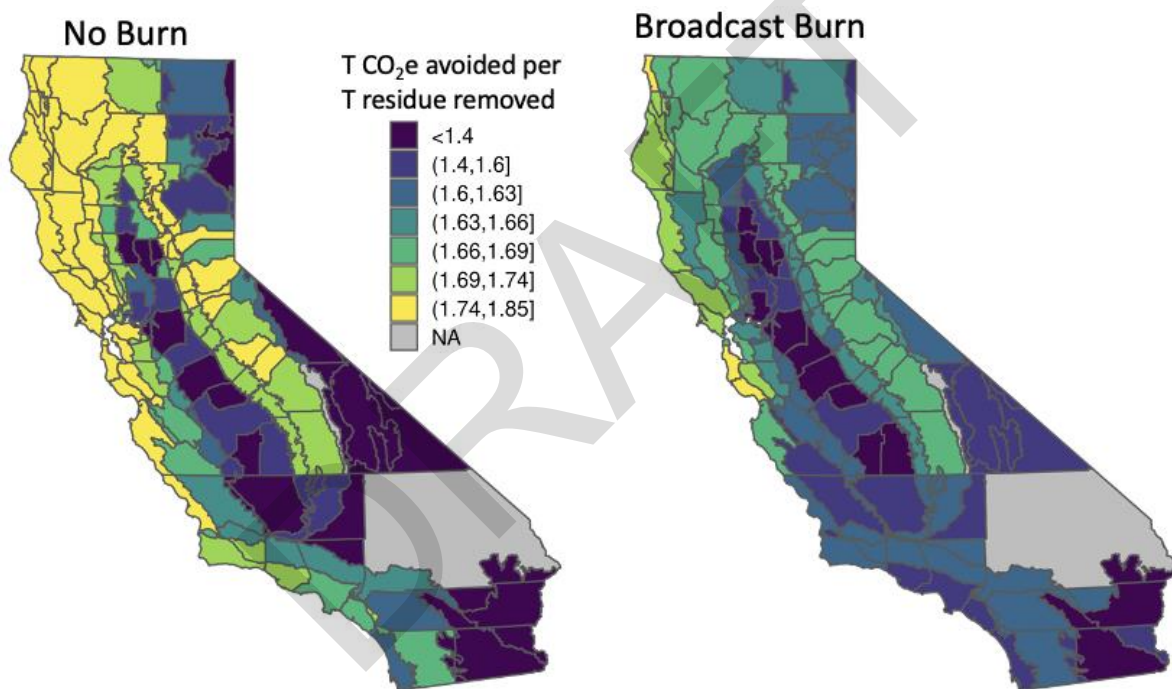 No Burn
Broadcast Burn
T CO₂e avoided per
T residue removed
<1.4
(1.4,1.6]
(1.6,1.63]
(1.63,1.66]
(1.66,1.69]
(1.69,1.74]
(1.74,1.85]
NA
DRAFT